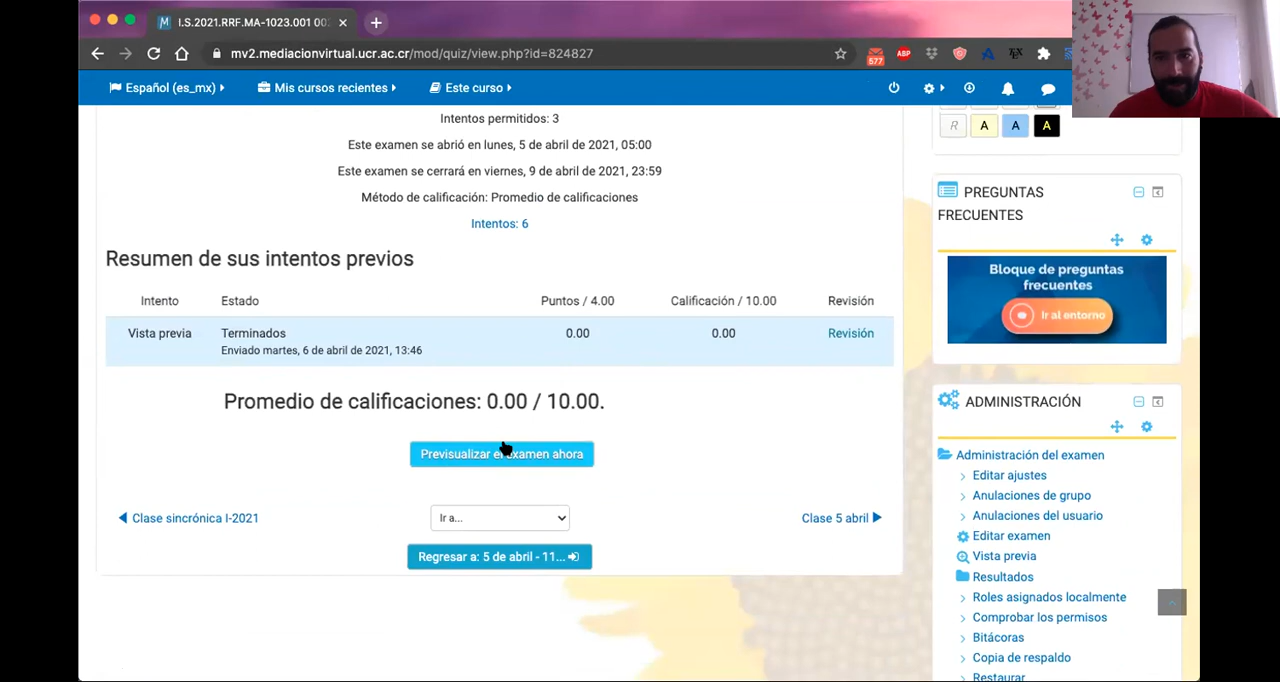 I.S.2021.RRF.MA-1023.001 00
mv2.mediacionvirtual.ucr.ac.cr/mod/quiz/view.php?id=824827
577
ABP
Español (es_mx)
Mis cursos recientes
Este curso
R A A A
Intentos permitidos: 3
Este examen se abrió en lunes, 5 de abril de 2021, 05:00
Este examen se cerrará en viernes, 9 de abril de 2021, 23:59
Método de calificación: Promedio de calificaciones
Intentos: 6
Resumen de sus intentos previos
Intento Estado Puntos / 4.00 Calificación / 10.00 Revisión
Vista previa Terminados 0.00 0.00 Revisión
Enviado martes, 6 de abril de 2021, 13:46
Promedio de calificaciones: 0.00 / 10.00.
Previsualizar el examen ahora
Clase sincrónica I-2021
Ir a...
Clase 5 abril
Regresar a: 5 de abril - 11...
PREGUNTAS
FRECUENTES
Bloque de preguntas
frecuentes
Ir al entorno
ADMINISTRACIÓN
Administración del examen
Editar ajustes
Anulaciones de grupo
Anulaciones del usuario
Editar examen
Vista previa
Resultados
Roles asignados localmente
Comprobar los permisos
Bitácoras
Copia de respaldo
Restaurar